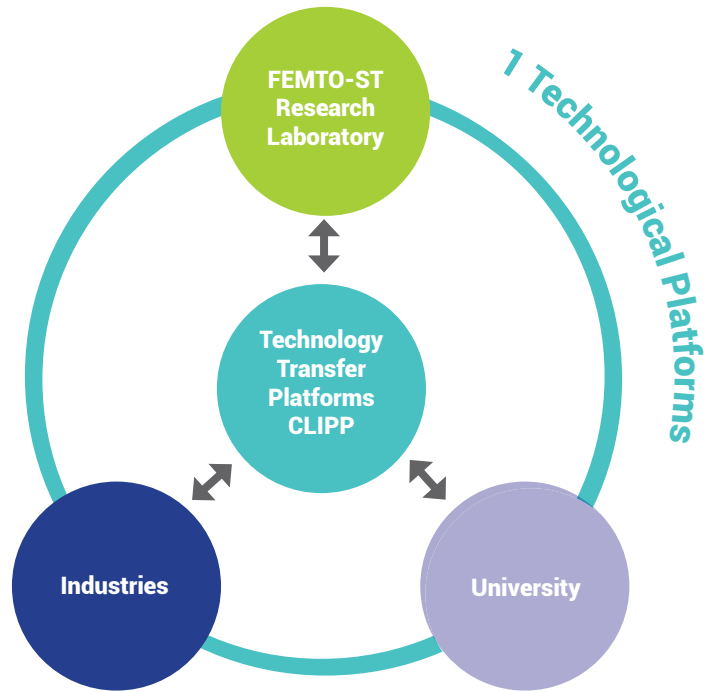 FEMTO-ST
Research
Laboratory
1 Technological Platforms
Technology
Transfer
Platforms
CLIPP
Industries
University